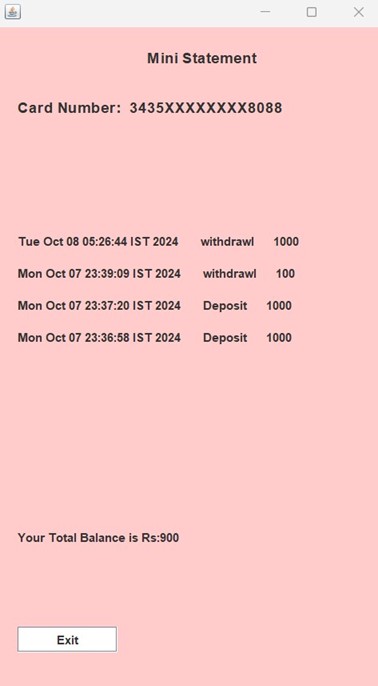 Mini Statement
Card Number: 3435XXXXXXXX8088
Tue Oct 08 05:26:44 IST 2024 withdrawl 1000
Mon Oct 07 23:39:09 IST 2024 withdrawl 100
Mon Oct 07 23:37:20 IST 2024 Deposit 1000
Mon Oct 07 23:36:58 IST 2024 Deposit 1000
Your Total Balance is Rs:900
Exit